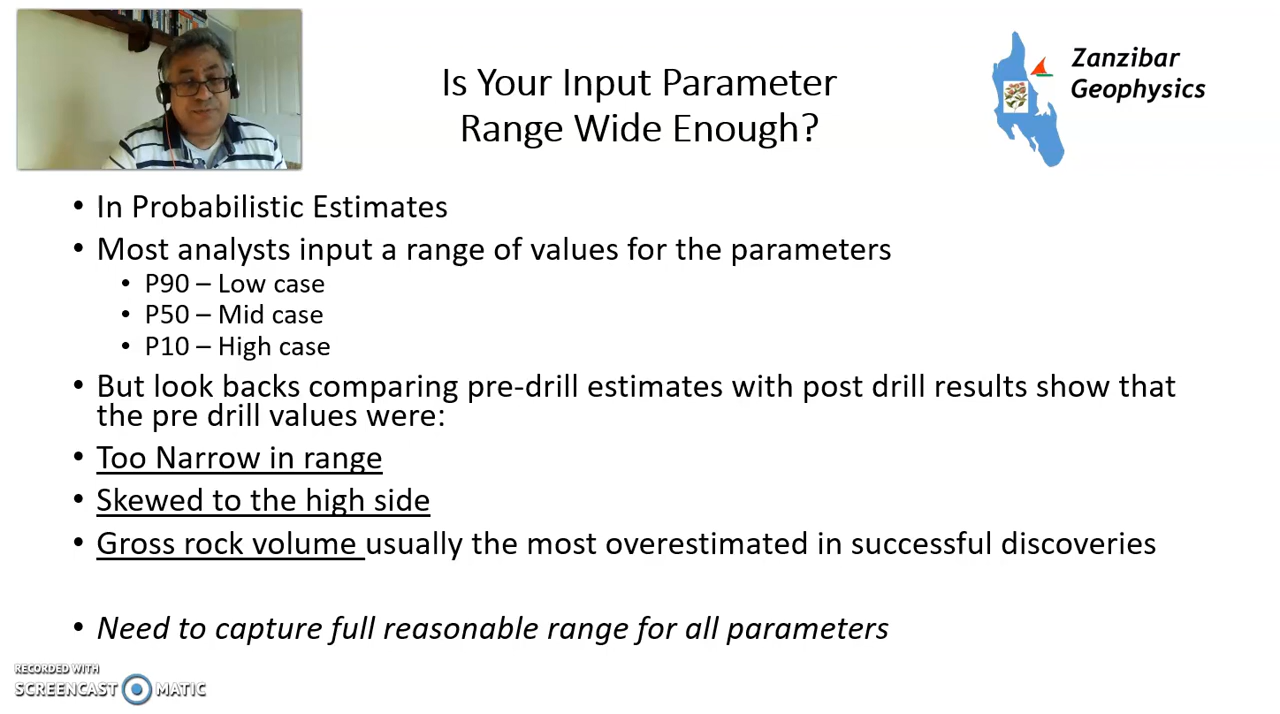 Is Your Input Parameter
Range Wide Enough?
Zanzibar
Geophysics
• In Probabilistic Estimates
• Most analysts input a range of values for the parameters
• P90 – Low case
• P50 – Mid case
• P10 – High case
• But look backs comparing pre-drill estimates with post drill results show that
the pre drill values were:
• Too Narrow in range
• Skewed to the high side
• Gross rock volume usually the most overestimated in successful discoveries
• Need to capture full reasonable range for all parameters
RECORDED WITH
SCREENCAST MATIC